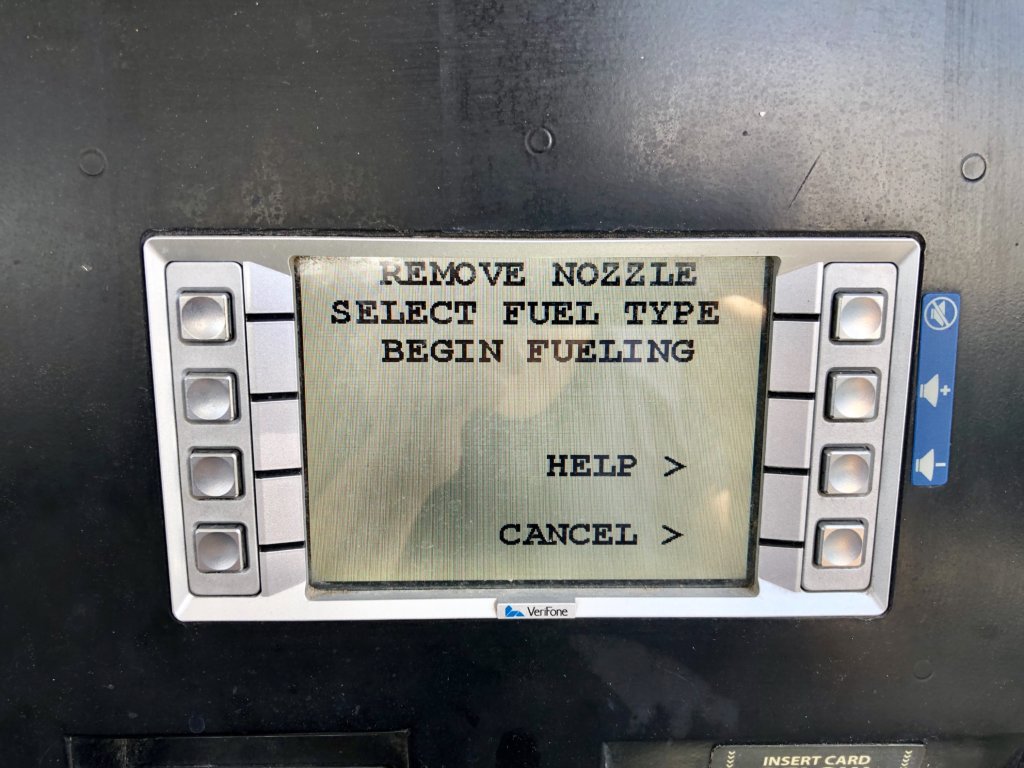 REMOVE NOZZLE
SELECT FUEL TYPE
BEGIN FUELING
HELP >
CANCEL >
VeriFone
INSERT CARD